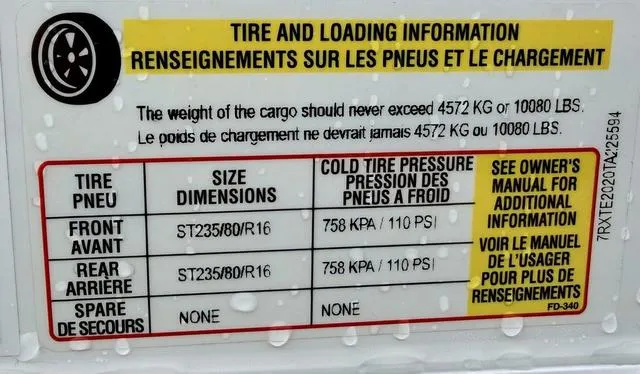 TIRE AND LOADING INFORMATION
RENSEIGNEMENTS SUR LES PNEUS ET LE CHARGEMENT
The weight of the cargo should never exceed 4572 KG or 10080 LBS.
Le poids de chargement ne devrait jamais 4572 KG ou 10080 LBS.
TIRE
PNEU
SIZE
DIMENSIONS
COLD TIRE PRESSURE
PRESSION DES
PNEUS A FROID
SEE OWNER'S
MANUAL FOR
ADDITIONAL
INFORMATION
VOIR LE MANUEL
DE L'USAGER
POUR PLUS DE
RENSEIGNEMENTS
FD-340
FRONT
AVANT
ST235/80/R16
758 KPA / 110 PSI
REAR
ARRIÈRE
ST235/80/R16
758 KPA / 110 PSI
SPARE
DE SECOURS
NONE
NONE
7RXTE2020TA225594